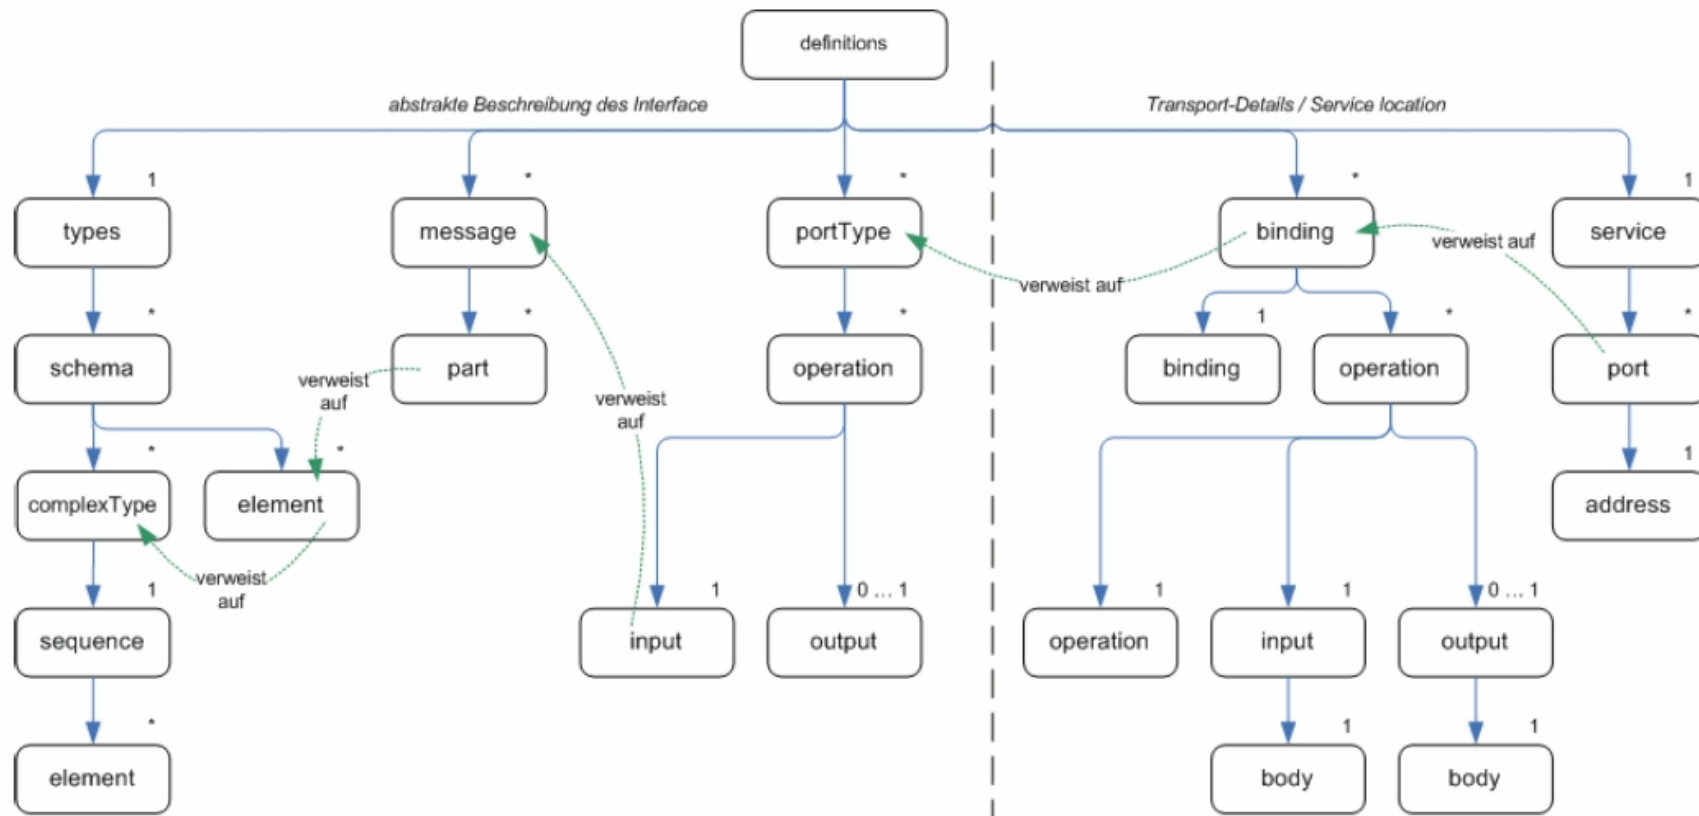 definitions
abstrakte Beschreibung des Interface
Transport-Details / Service location
1
*
*
*
1
types
message
portType
binding
service
verweist auf
verweist auf
*
*
*
1
*
*
schema
part
operation
binding
operation
port
verweist
auf
verweist
auf
*
*
1
complexType
element
address
verweist
auf
1
1
0 ... 1
1
1
0 ... 1
sequence
input
output
operation
input
output
*
1
1
element
body
body